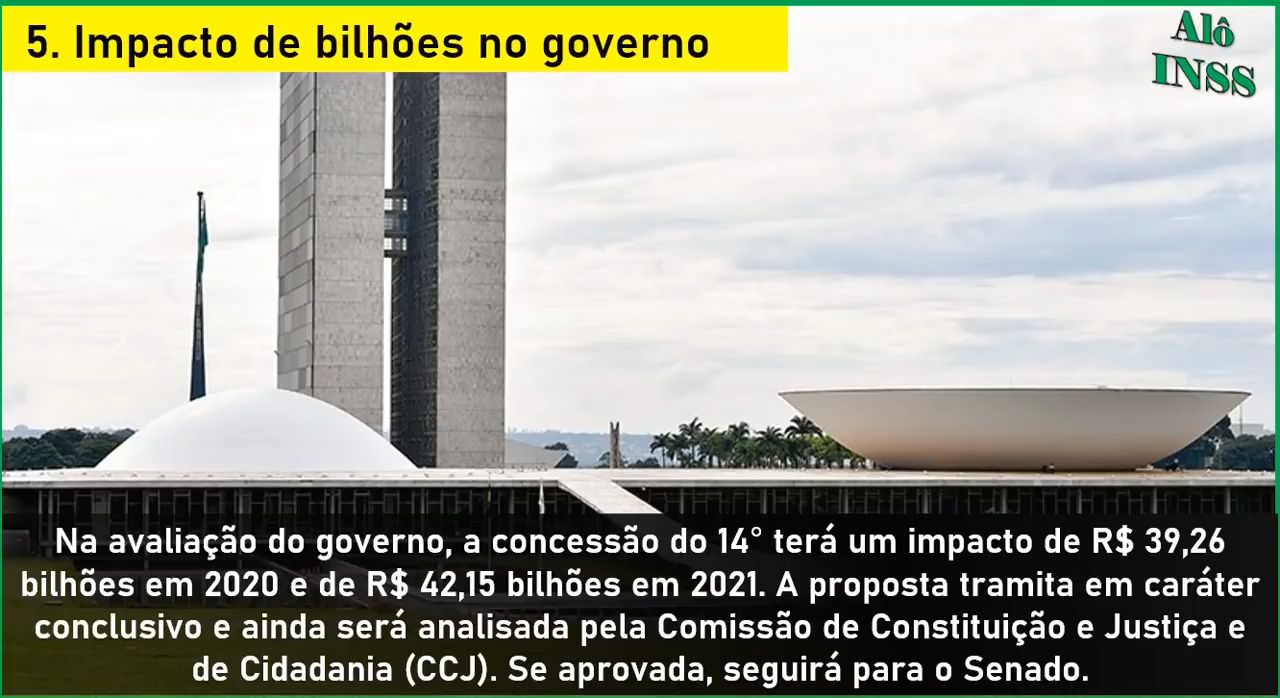 5. Impacto de bilhões no governo
Alô
INSS
Na avaliação do governo, a concessão do 14° terá um impacto de R$ 39,26
bilhões em 2020 e de R$ 42,15 bilhões em 2021. A proposta tramita em caráter
conclusivo e ainda será analisada pela Comissão de Constituição e Justiça e
de Cidadania (CCJ). Se aprovada, seguirá para o Senado.